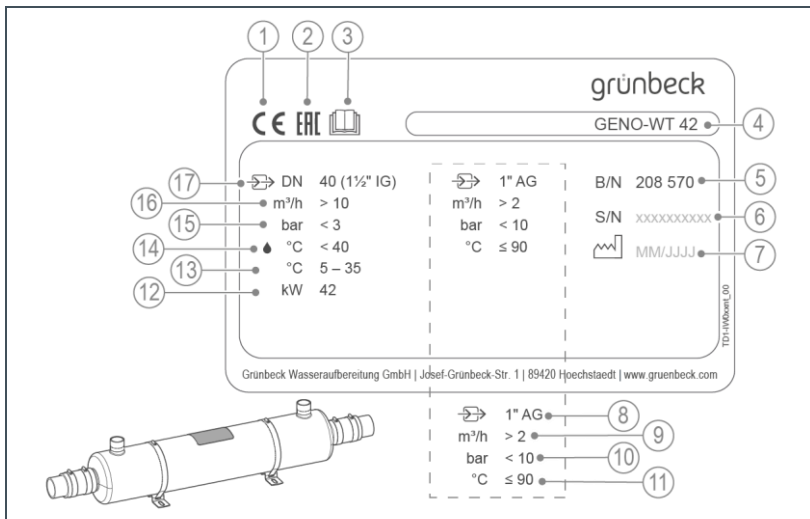 1 2 3
grünbeck
CE EAC
GENO-WT 42 4
17 DN 40 (1½" IG) 1" AG B/N 208 570 5
16 m³/h > 10 m³/h > 2
15 bar < 3 bar < 10 S/N xxxxxxxxxx 6
14 °C < 40 °C ≤ 90 MM/JJJJ 7
13 °C 5 – 35
12 kW 42
TD1-IW0xxmt_00
Grünbeck Wasseraufbereitung GmbH | Josef-Grünbeck-Str. 1 | 89420 Hoechstaedt | www.gruenbeck.com
1" AG 8
m³/h > 2 9
bar < 10 10
°C ≤ 90 11